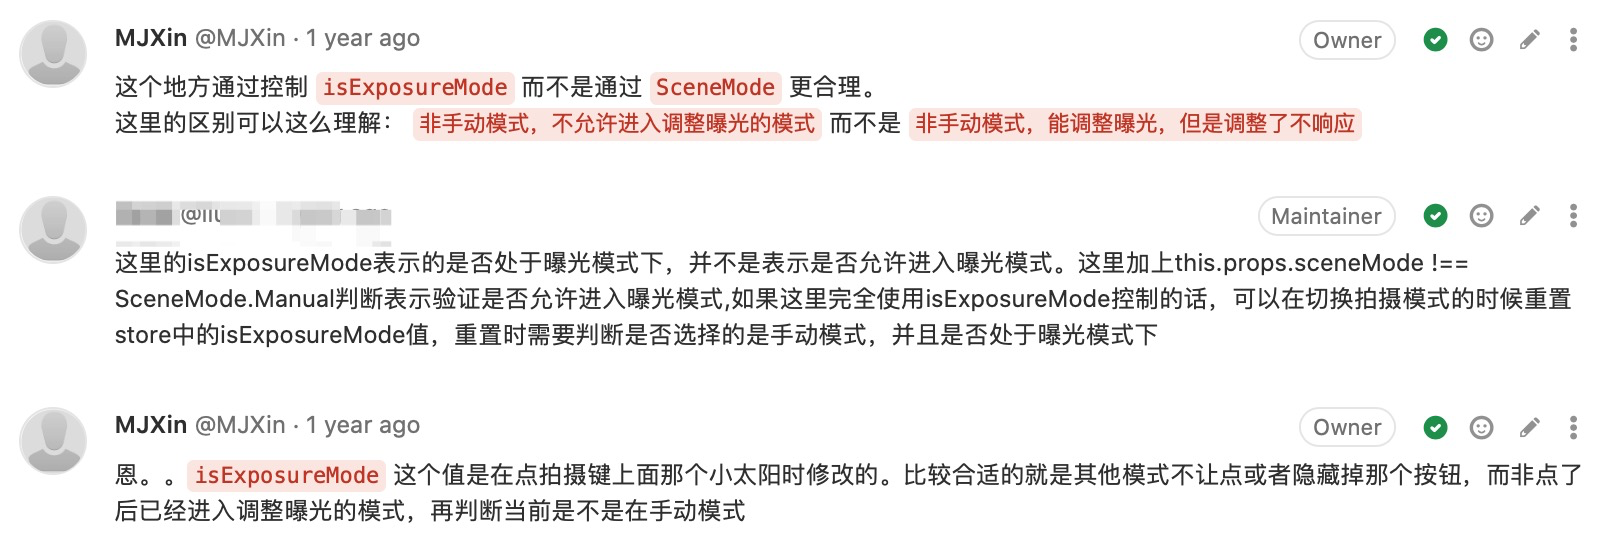 MJXin @MJXin · 1 year ago
Owner
这个地方通过控制 isExposureMode 而不是通过 SceneMode 更合理。
这里的区别可以这么理解： 非手动模式，不允许进入调整曝光的模式 而不是 非手动模式，能调整曝光，但是调整了不响应
Maintainer
这里的isExposureMode表示的是否处于曝光模式下，并不是表示是否允许进入曝光模式。这里加上this.props.sceneMode !==
SceneMode.Manual判断表示验证是否允许进入曝光模式,如果这里完全使用isExposureMode控制的话，可以在切换拍摄模式的时候重置
store中的isExposureMode值，重置时需要判断是否选择的是手动模式，并且是否处于曝光模式下
MJXin @MJXin · 1 year ago
Owner
恩。。isExposureMode 这个值是在点拍摄键上面那个小太阳时修改的。比较合适的就是其他模式不让点或者隐藏掉那个按钮，而非点了
后已经进入调整曝光的模式，再判断当前是不是在手动模式